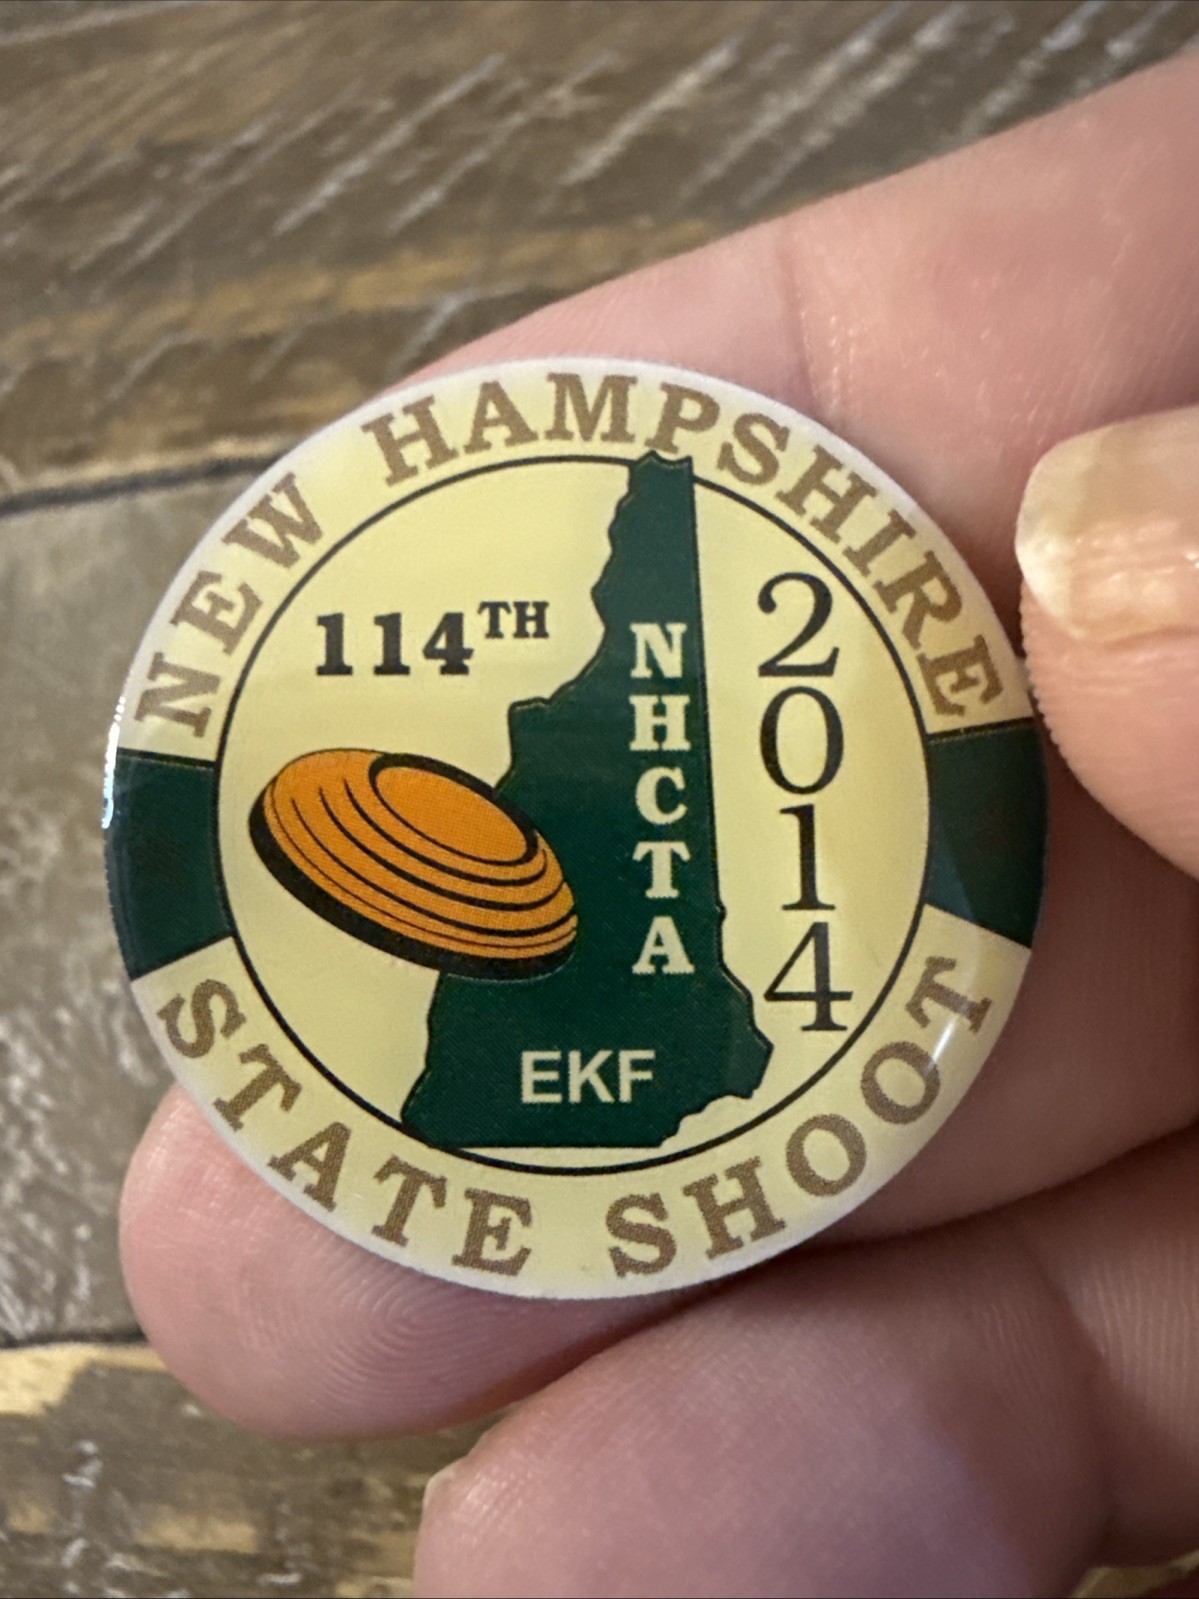 NEW HAMPSHIRE
114TH
NHCTA
2014
EKF
STATE SHOOT